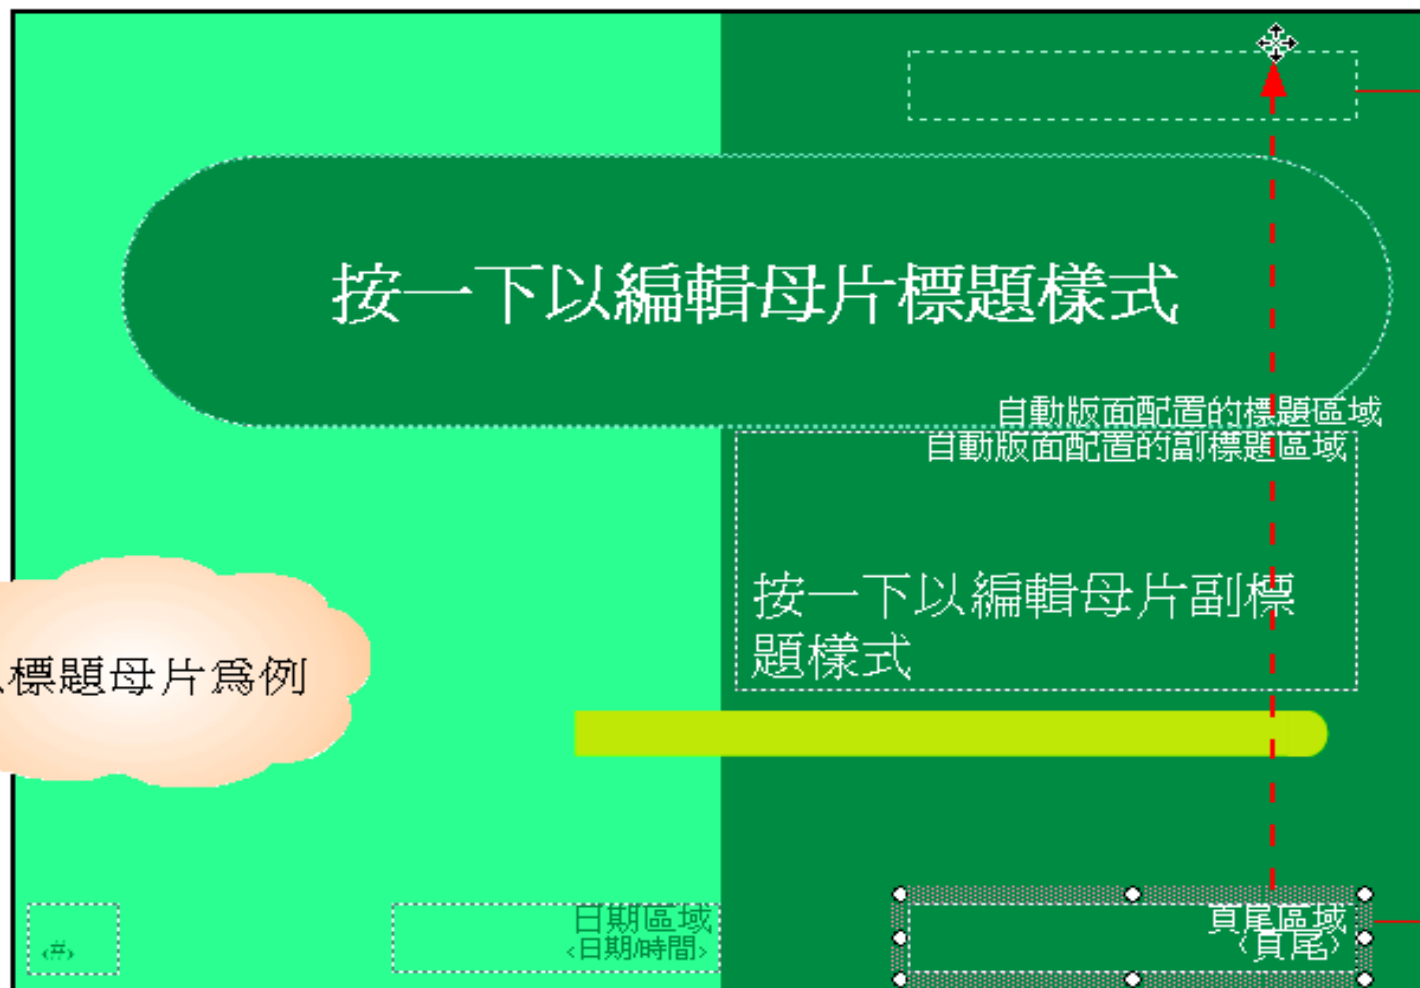 按一下以編輯母片標題樣式
自動版面配置的標題區域
自動版面配置的副標題區域
按一下以編輯母片副標
題樣式
標題母片為例
日期區域
<日期/時間>
頁尾區域
<頁尾>
<#>